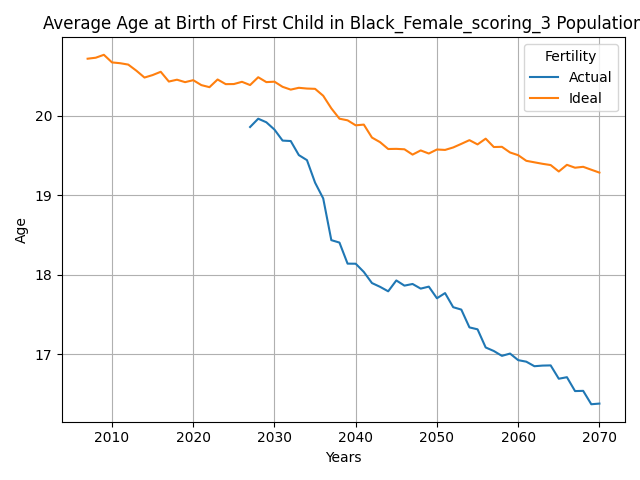 Average Age at Birth of First Child in Black_Female_scoring_3 Population
Fertility
Actual
Ideal
20
19
18
17
Age
2010 2020 2030 2040 2050 2060 2070
Years